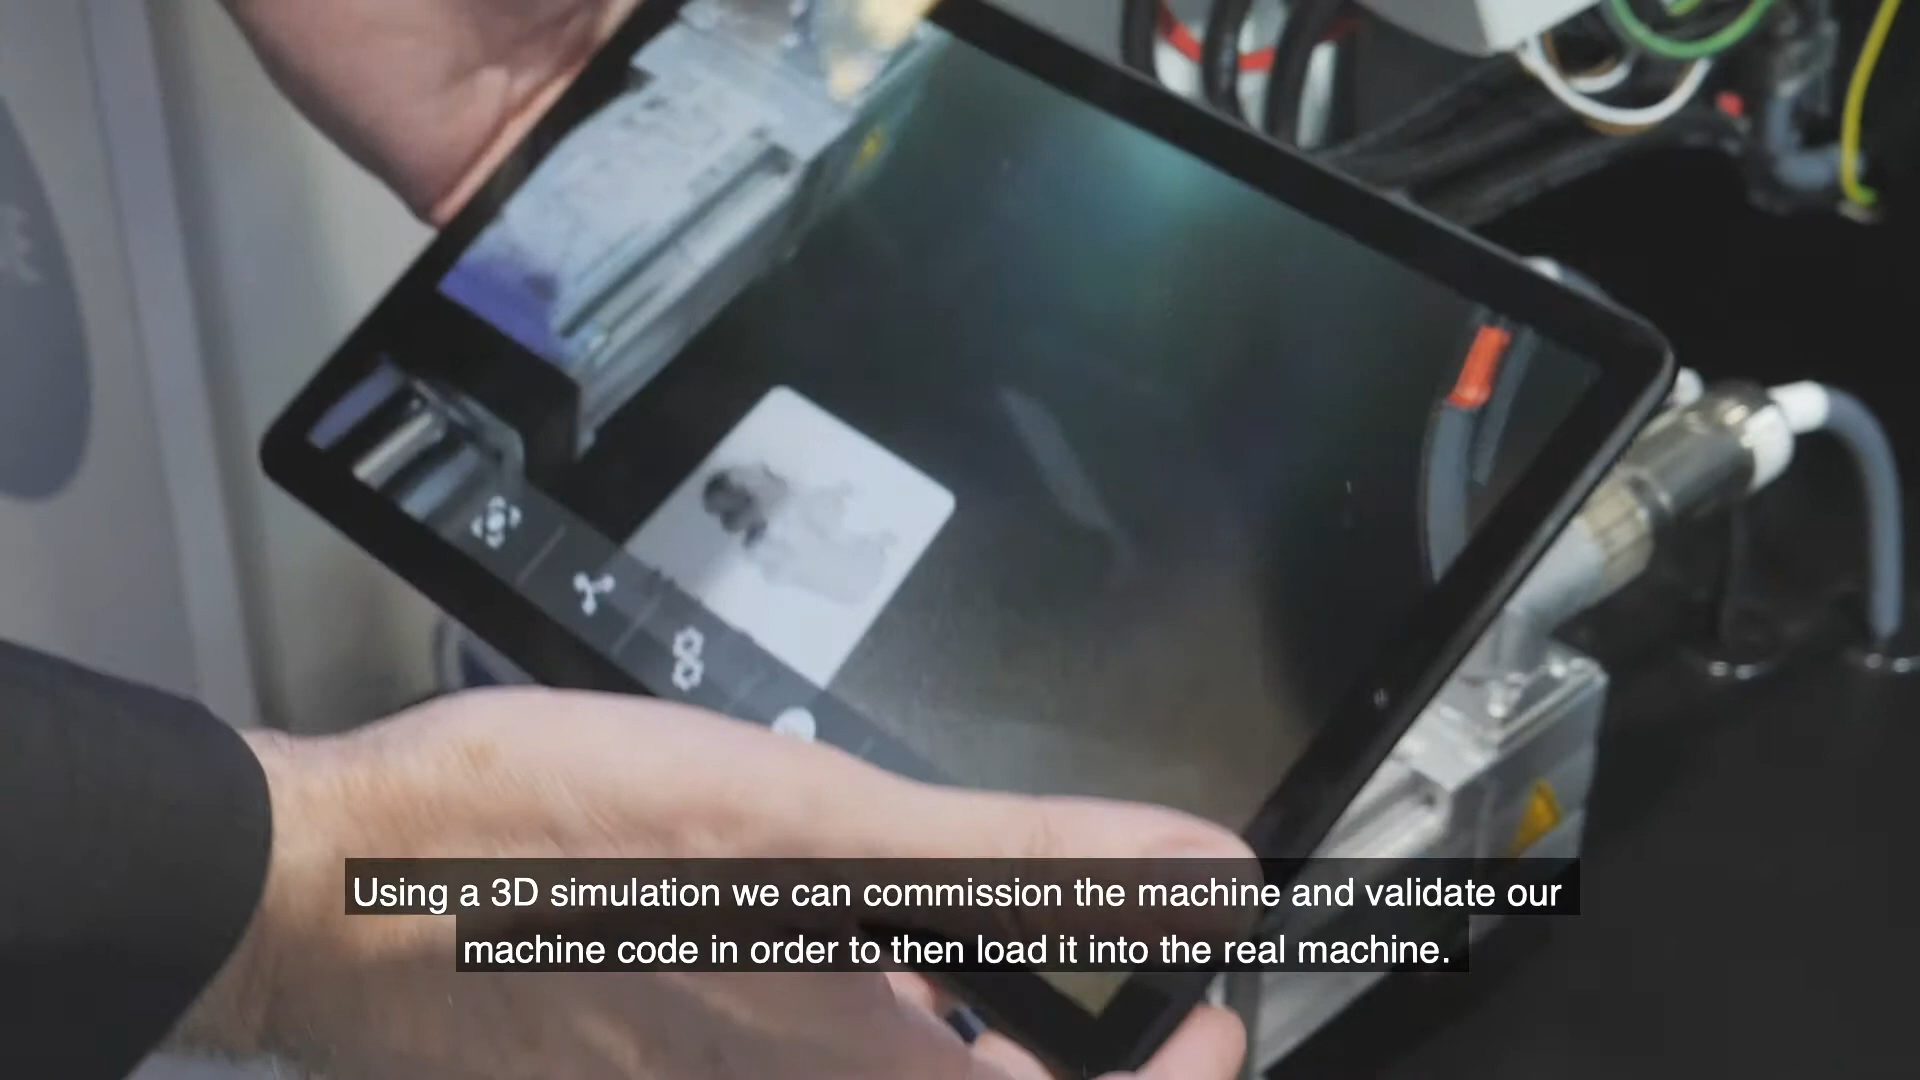 Using a 3D simulation we can commission the machine and validate our
machine code in order to then load it into the real machine.